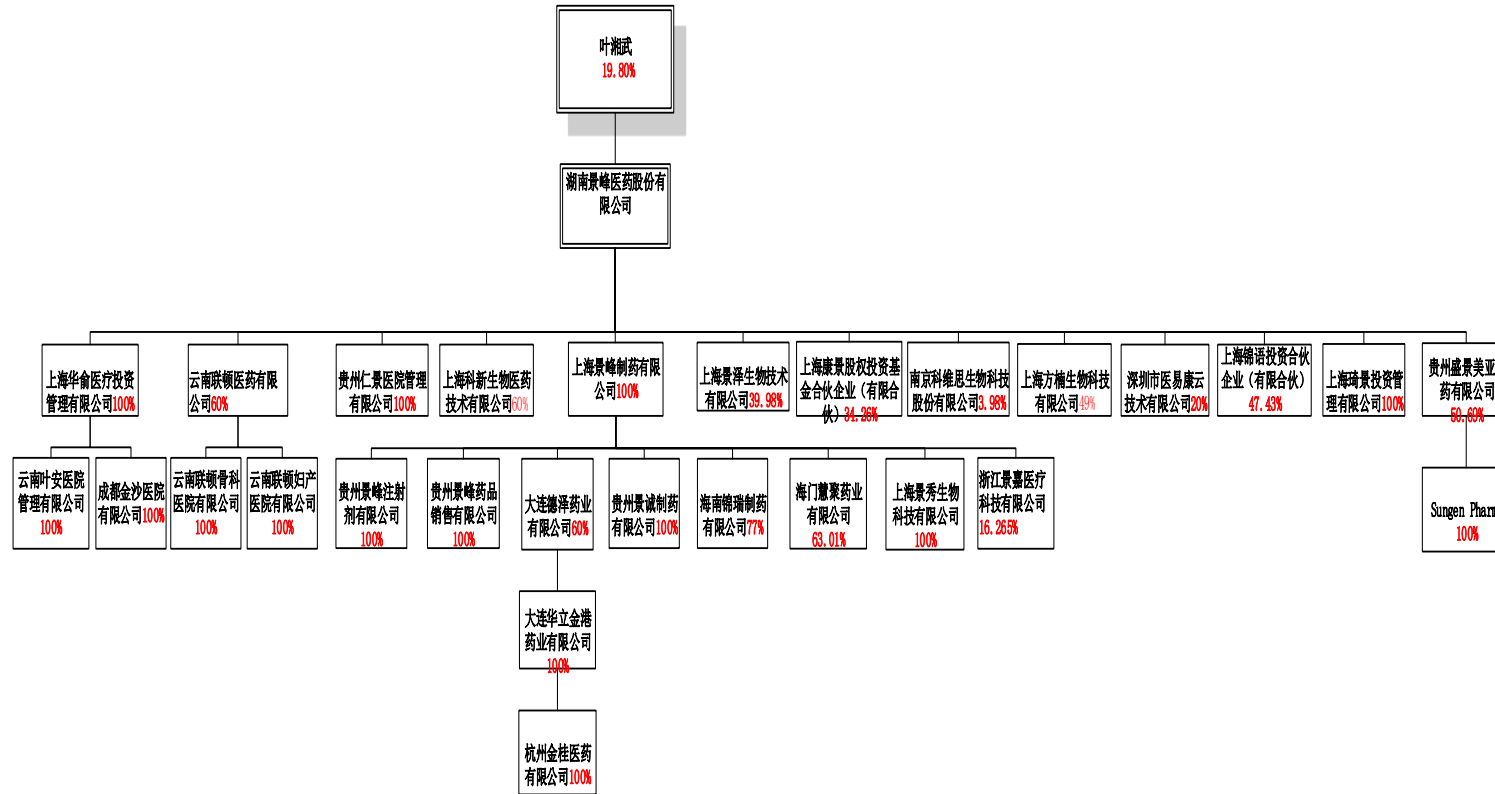 叶湘武
19.80%
湖南景峰医药股份有
限公司
上海华俞医疗投资
管理有限公司100%
云南联顿医药有限
公司60%
贵州仁景医院管理
有限公司100%
上海科新生物医药
技术有限公司60%
上海景峰制药有限
公司100%
上海景泽生物技术
有限公司39.98%
上海康景股权投资基
金合伙企业（有限合
伙）34.26%
南京科维思生物科技
股份有限公司3.98%
上海方楠生物科技
有限公司49%
深圳市医易康云
技术有限公司20%
上海锦语投资合伙
企业（有限合伙）
47.43%
上海琦景投资管
理有限公司100%
贵州盛景美亚
药有限公司
50.69%
云南叶安医院
管理有限公司
100%
成都金沙医院
有限公司100%
云南联顿骨科
医院有限公司
100%
云南联顿妇产
医院有限公司
100%
贵州景峰注射
剂有限公司
100%
贵州景峰药品
销售有限公司
100%
大连德泽药业
有限公司60%
贵州景诚制药
有限公司100%
海南锦瑞制药
有限公司77%
海门慧聚药业
有限公司
63.01%
上海景秀生物
科技有限公司
100%
浙江景嘉医疗
科技有限公司
16.265%
Sungen Pharm
100%
大连华立金港
药业有限公司
100%
杭州金桂医药
有限公司100%